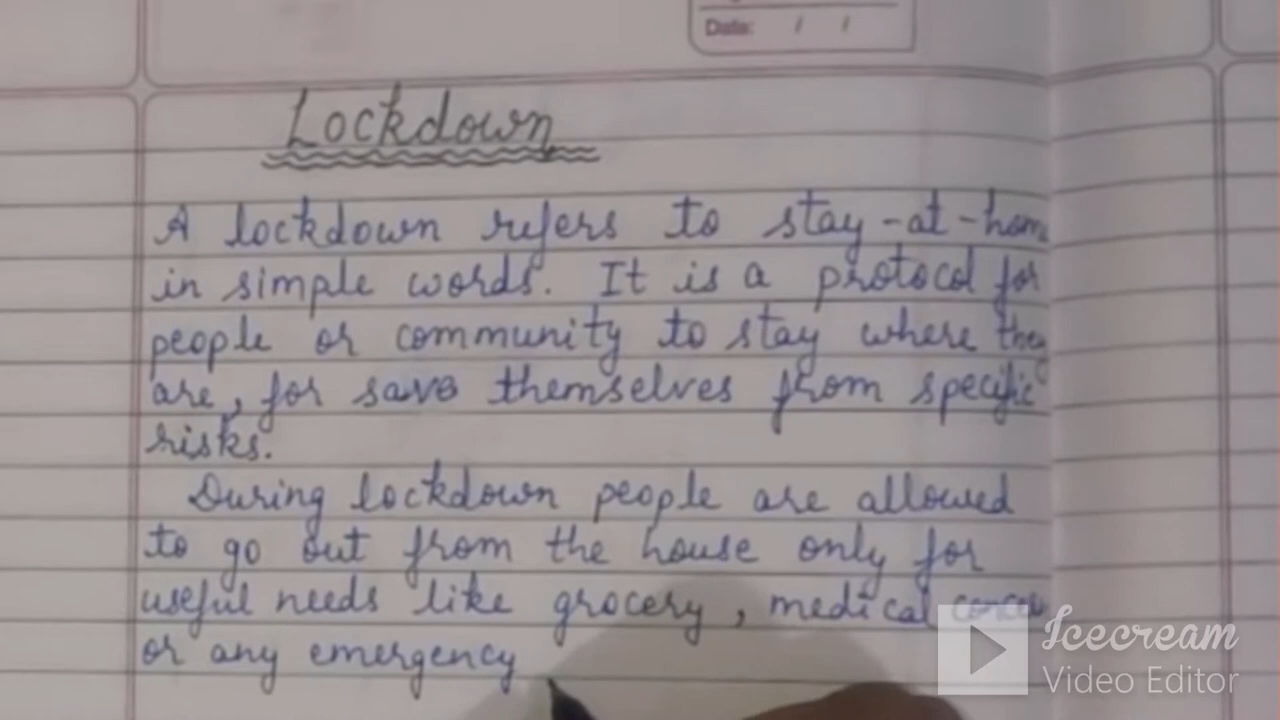 Date: / /
Lockdown
A lockdown refers to stay-at-hom
in simple words. It is a protocol for
people or community to stay where they
are, for save themselves from specific
risks.
During lockdown people are allowed
to go out from the house only for
useful needs like grocery, medical
or any emergency
Icecream
Video Editor